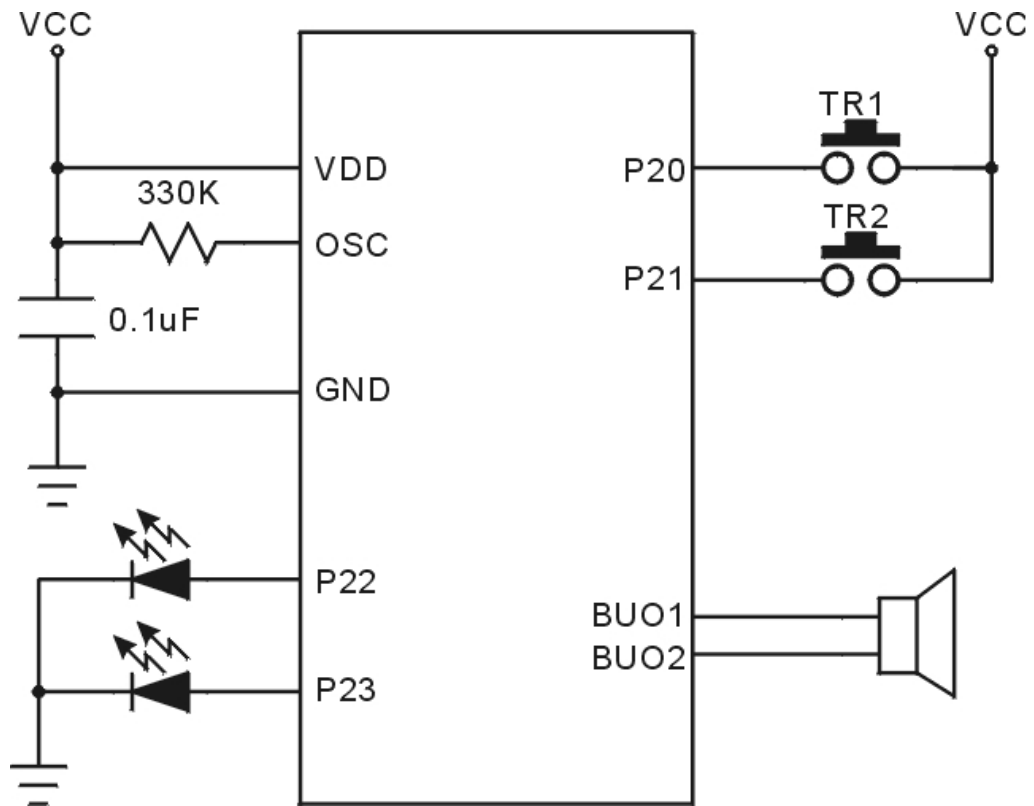 VCC
VCC
TR1
VDD
P20
330K
TR2
OSC
P21
0.1uF
GND
P22
BUO1
BUO2
P23